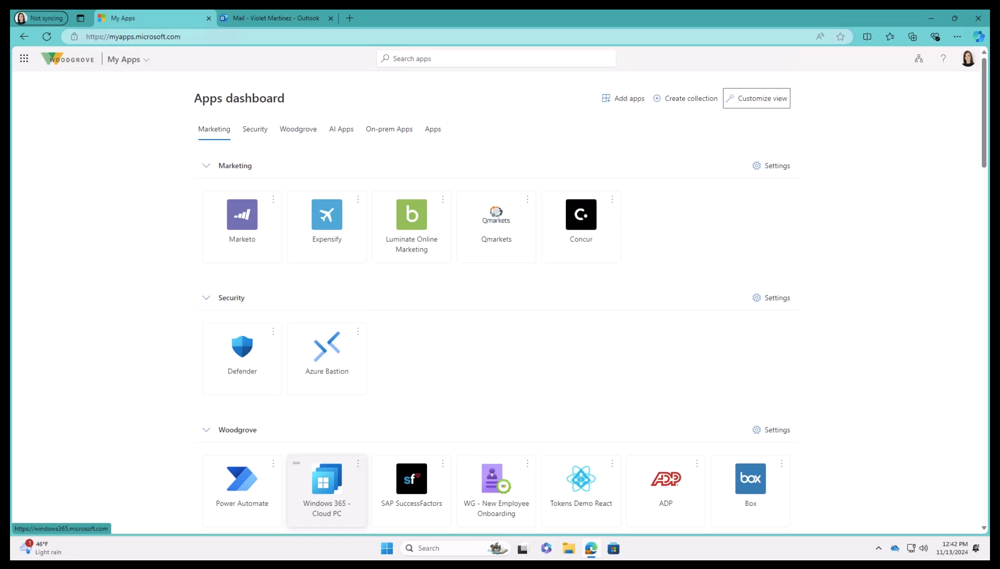 Not syncing
My Apps
Mail - Violet Martinez - Outlook
https://myapps.microsoft.com
WOODGROVE
My Apps
Search apps
Apps dashboard
Add apps
Create collection
Customize view
Marketing
Security
Woodgrove
AI Apps
On-prem Apps
Apps
Marketing
Settings
b
Qmarkets
C.
Marketo
Expensify
Luminate Online
Marketing
Qmarkets
Concur
Security
Settings
Defender
Azure Bastion
Woodgrove
Settings
sf
ADP
box
Power Automate
Windows 365 -
Cloud PC
SAP SuccessFactors
WG - New Employee
Onboarding
Tokens Demo React
ADP
Box
https://windows365.microsoft.com
1
46°F
Light rain
Search
12:42 PM
11/13/2024